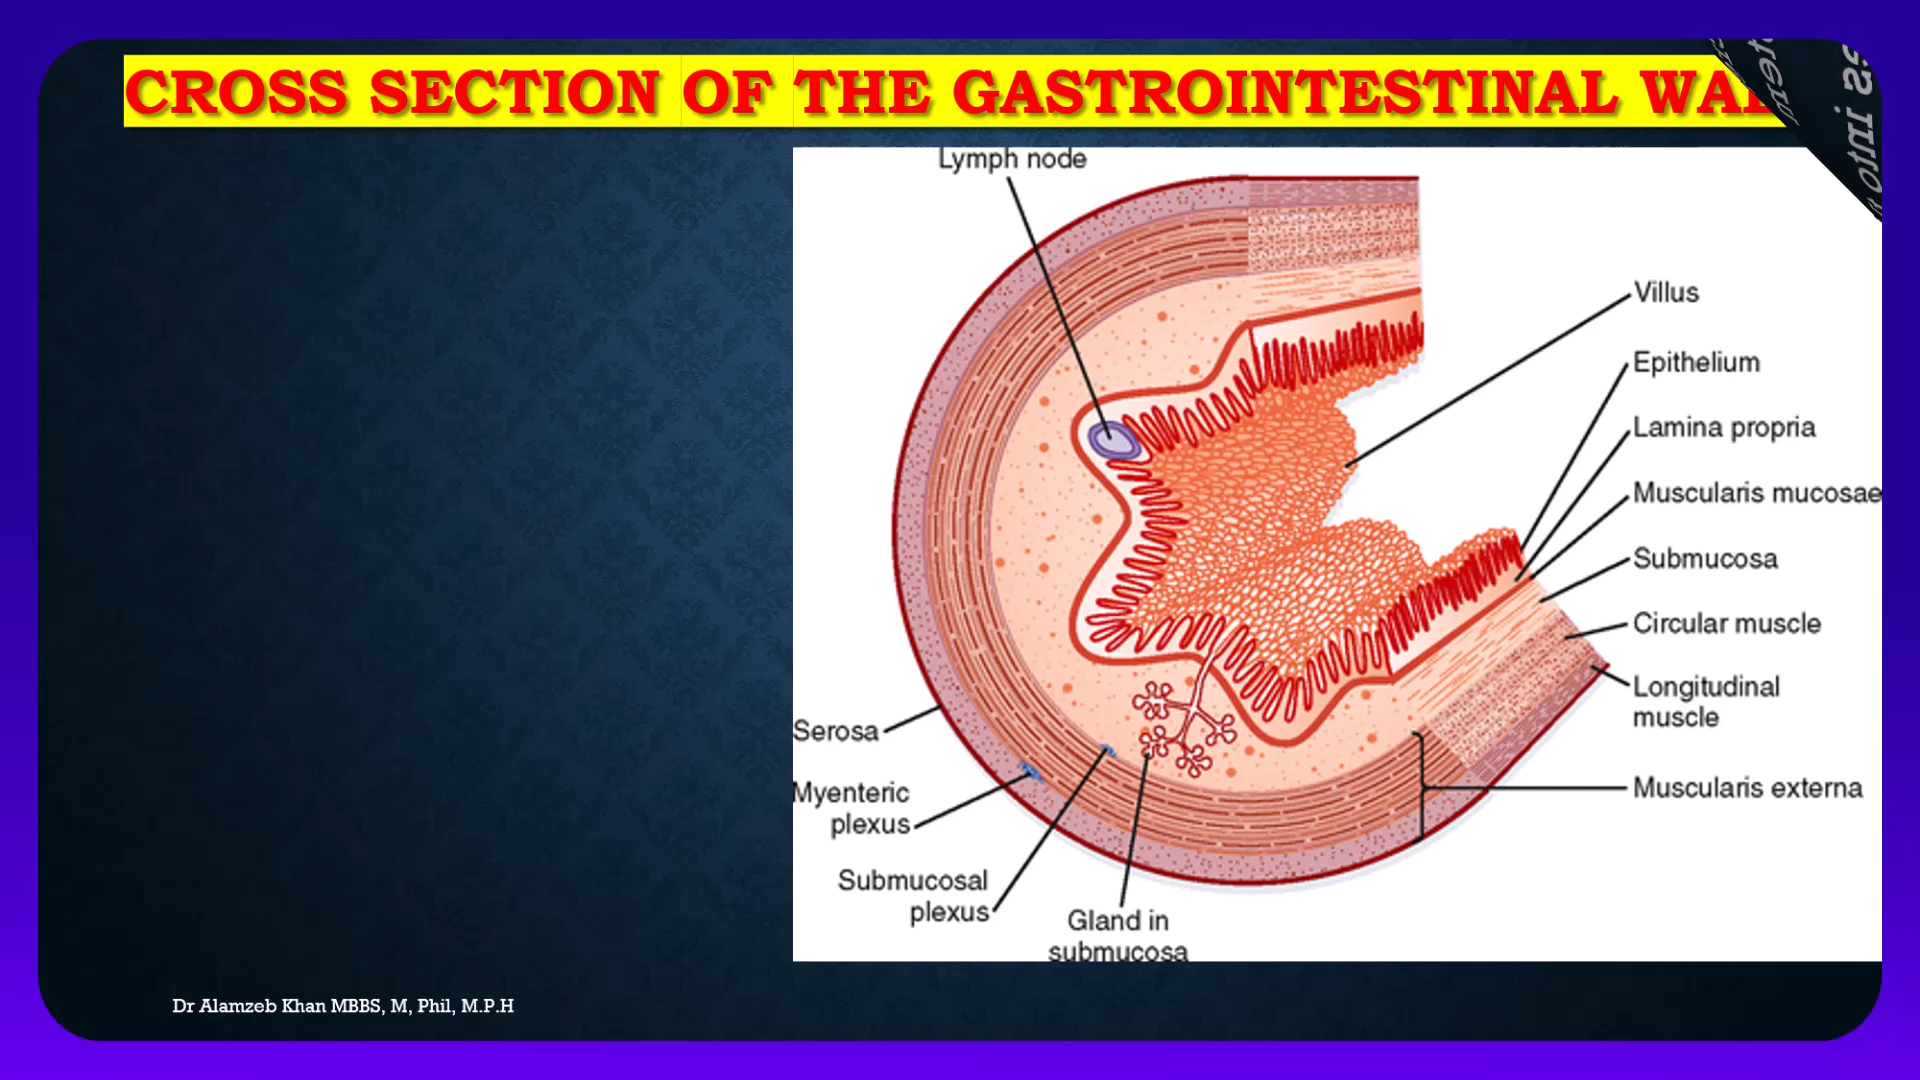 CROSS SECTION OF THE GASTROINTESTINAL
Lymph node
Villus
Epithelium
Lamina propria
Muscularis mucosae
Submucosa
Circular muscle
Longitudinal
muscle
Muscularis externa
Serosa
Myenteric
plexus
Submucosal
plexus
Gland in
submucosa
Dr Alamzeb Khan MBBS, M, Phil, M.P.H